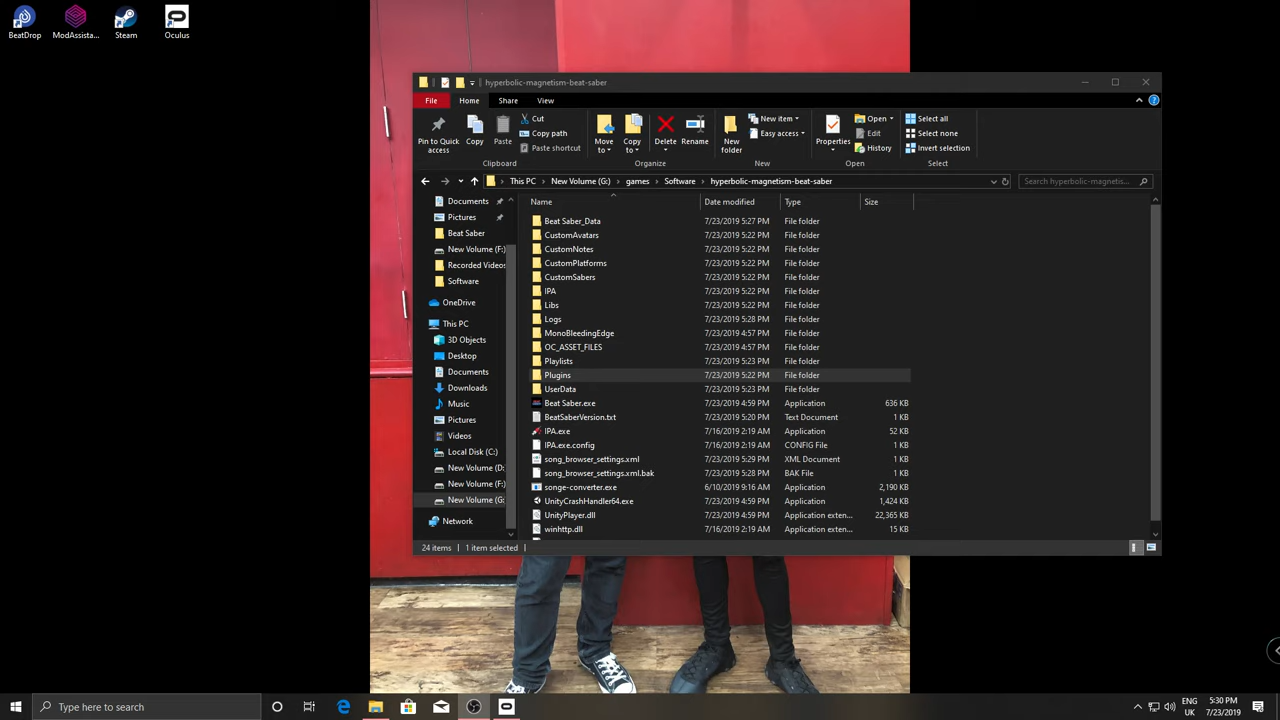 BeatDrop
ModAssista...
Steam
Oculus
hyperbolic-magnetism-beat-saber
File
Home
Share
View
Pin to Quick access
Copy
Paste
Cut
Copy path
Paste shortcut
Clipboard
Move to
Copy to
Delete
Rename
Organize
New folder
New item
Easy access
New
Properties
Open
Edit
History
Open
Select all
Select none
Invert selection
Select
This PC > New Volume (G:) > games > Software > hyperbolic-magnetism-beat-saber
Search hyperbolic-magnetis...
Documents
Pictures
Beat Saber
New Volume (F:)
Recorded Videos
Software
OneDrive
This PC
3D Objects
Desktop
Documents
Downloads
Music
Pictures
Videos
Local Disk (C:)
New Volume (D:
New Volume (F:)
New Volume (G:
Network
Name Date modified Type Size
Beat Saber_Data 7/23/2019 5:27 PM File folder
CustomAvatars 7/23/2019 5:22 PM File folder
CustomNotes 7/23/2019 5:22 PM File folder
CustomPlatforms 7/23/2019 5:22 PM File folder
CustomSabers 7/23/2019 5:22 PM File folder
IPA 7/23/2019 5:22 PM File folder
Libs 7/23/2019 5:22 PM File folder
Logs 7/23/2019 5:28 PM File folder
MonoBleedingEdge 7/23/2019 4:57 PM File folder
OC_ASSET_FILES 7/23/2019 4:57 PM File folder
Playlists 7/23/2019 5:23 PM File folder
Plugins 7/23/2019 5:22 PM File folder
UserData 7/23/2019 5:23 PM File folder
Beat Saber.exe 7/23/2019 4:59 PM Application 636 KB
BeatSaberVersion.txt 7/23/2019 5:20 PM Text Document 1 KB
IPA.exe 7/16/2019 2:19 AM Application 52 KB
IPA.exe.config 7/16/2019 2:19 AM CONFIG File 1 KB
song_browser_settings.xml 7/23/2019 5:29 PM XML Document 1 KB
song_browser_settings.xml.bak 7/23/2019 5:28 PM BAK File 1 KB
songe-converter.exe 6/10/2019 9:16 AM Application 2,190 KB
UnityCrashHandler64.exe 7/23/2019 4:59 PM Application 1,424 KB
UnityPlayer.dll 7/23/2019 4:59 PM Application exten... 22,365 KB
winhttp.dll 7/16/2019 2:19 AM Application exten... 15 KB
24 items 1 item selected
Type here to search
ENG
UK
5:30 PM
7/23/2019